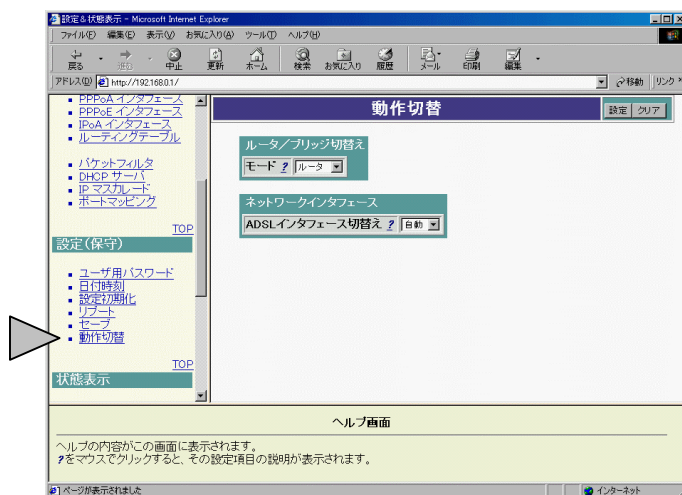 設定＆状態表示 - Microsoft Internet Explorer
ファイル(F) 編集(E) 表示(V) お気に入り(A) ツール(T) ヘルプ(H)
戻る 進む 中止 更新 ホーム 検索 お気に入り 履歴 メール 印刷 編集
アドレス(D) http://192.168.0.1/ 移動 リンク »
PPPoA インタフェース
PPPoE インタフェース
IPoA インタフェース
ルーティングテーブル
パケットフィルタ
DHCP サーバ
IP マスカレード
ポートマッピング
TOP
設定(保守)
ユーザ用パスワード
日付時刻
設定初期化
リブート
セーブ
動作切替
TOP
状態表示
動作切替
設定 クリア
ルータ／ブリッジ切替え
モード ? ルータ
ネットワークインタフェース
ADSLインタフェース切替え ? 自動
ヘルプ画面
ヘルプの内容がこの画面に表示されます。
?をマウスでクリックすると、その設定項目の説明が表示されます。
ページが表示されました インターネット